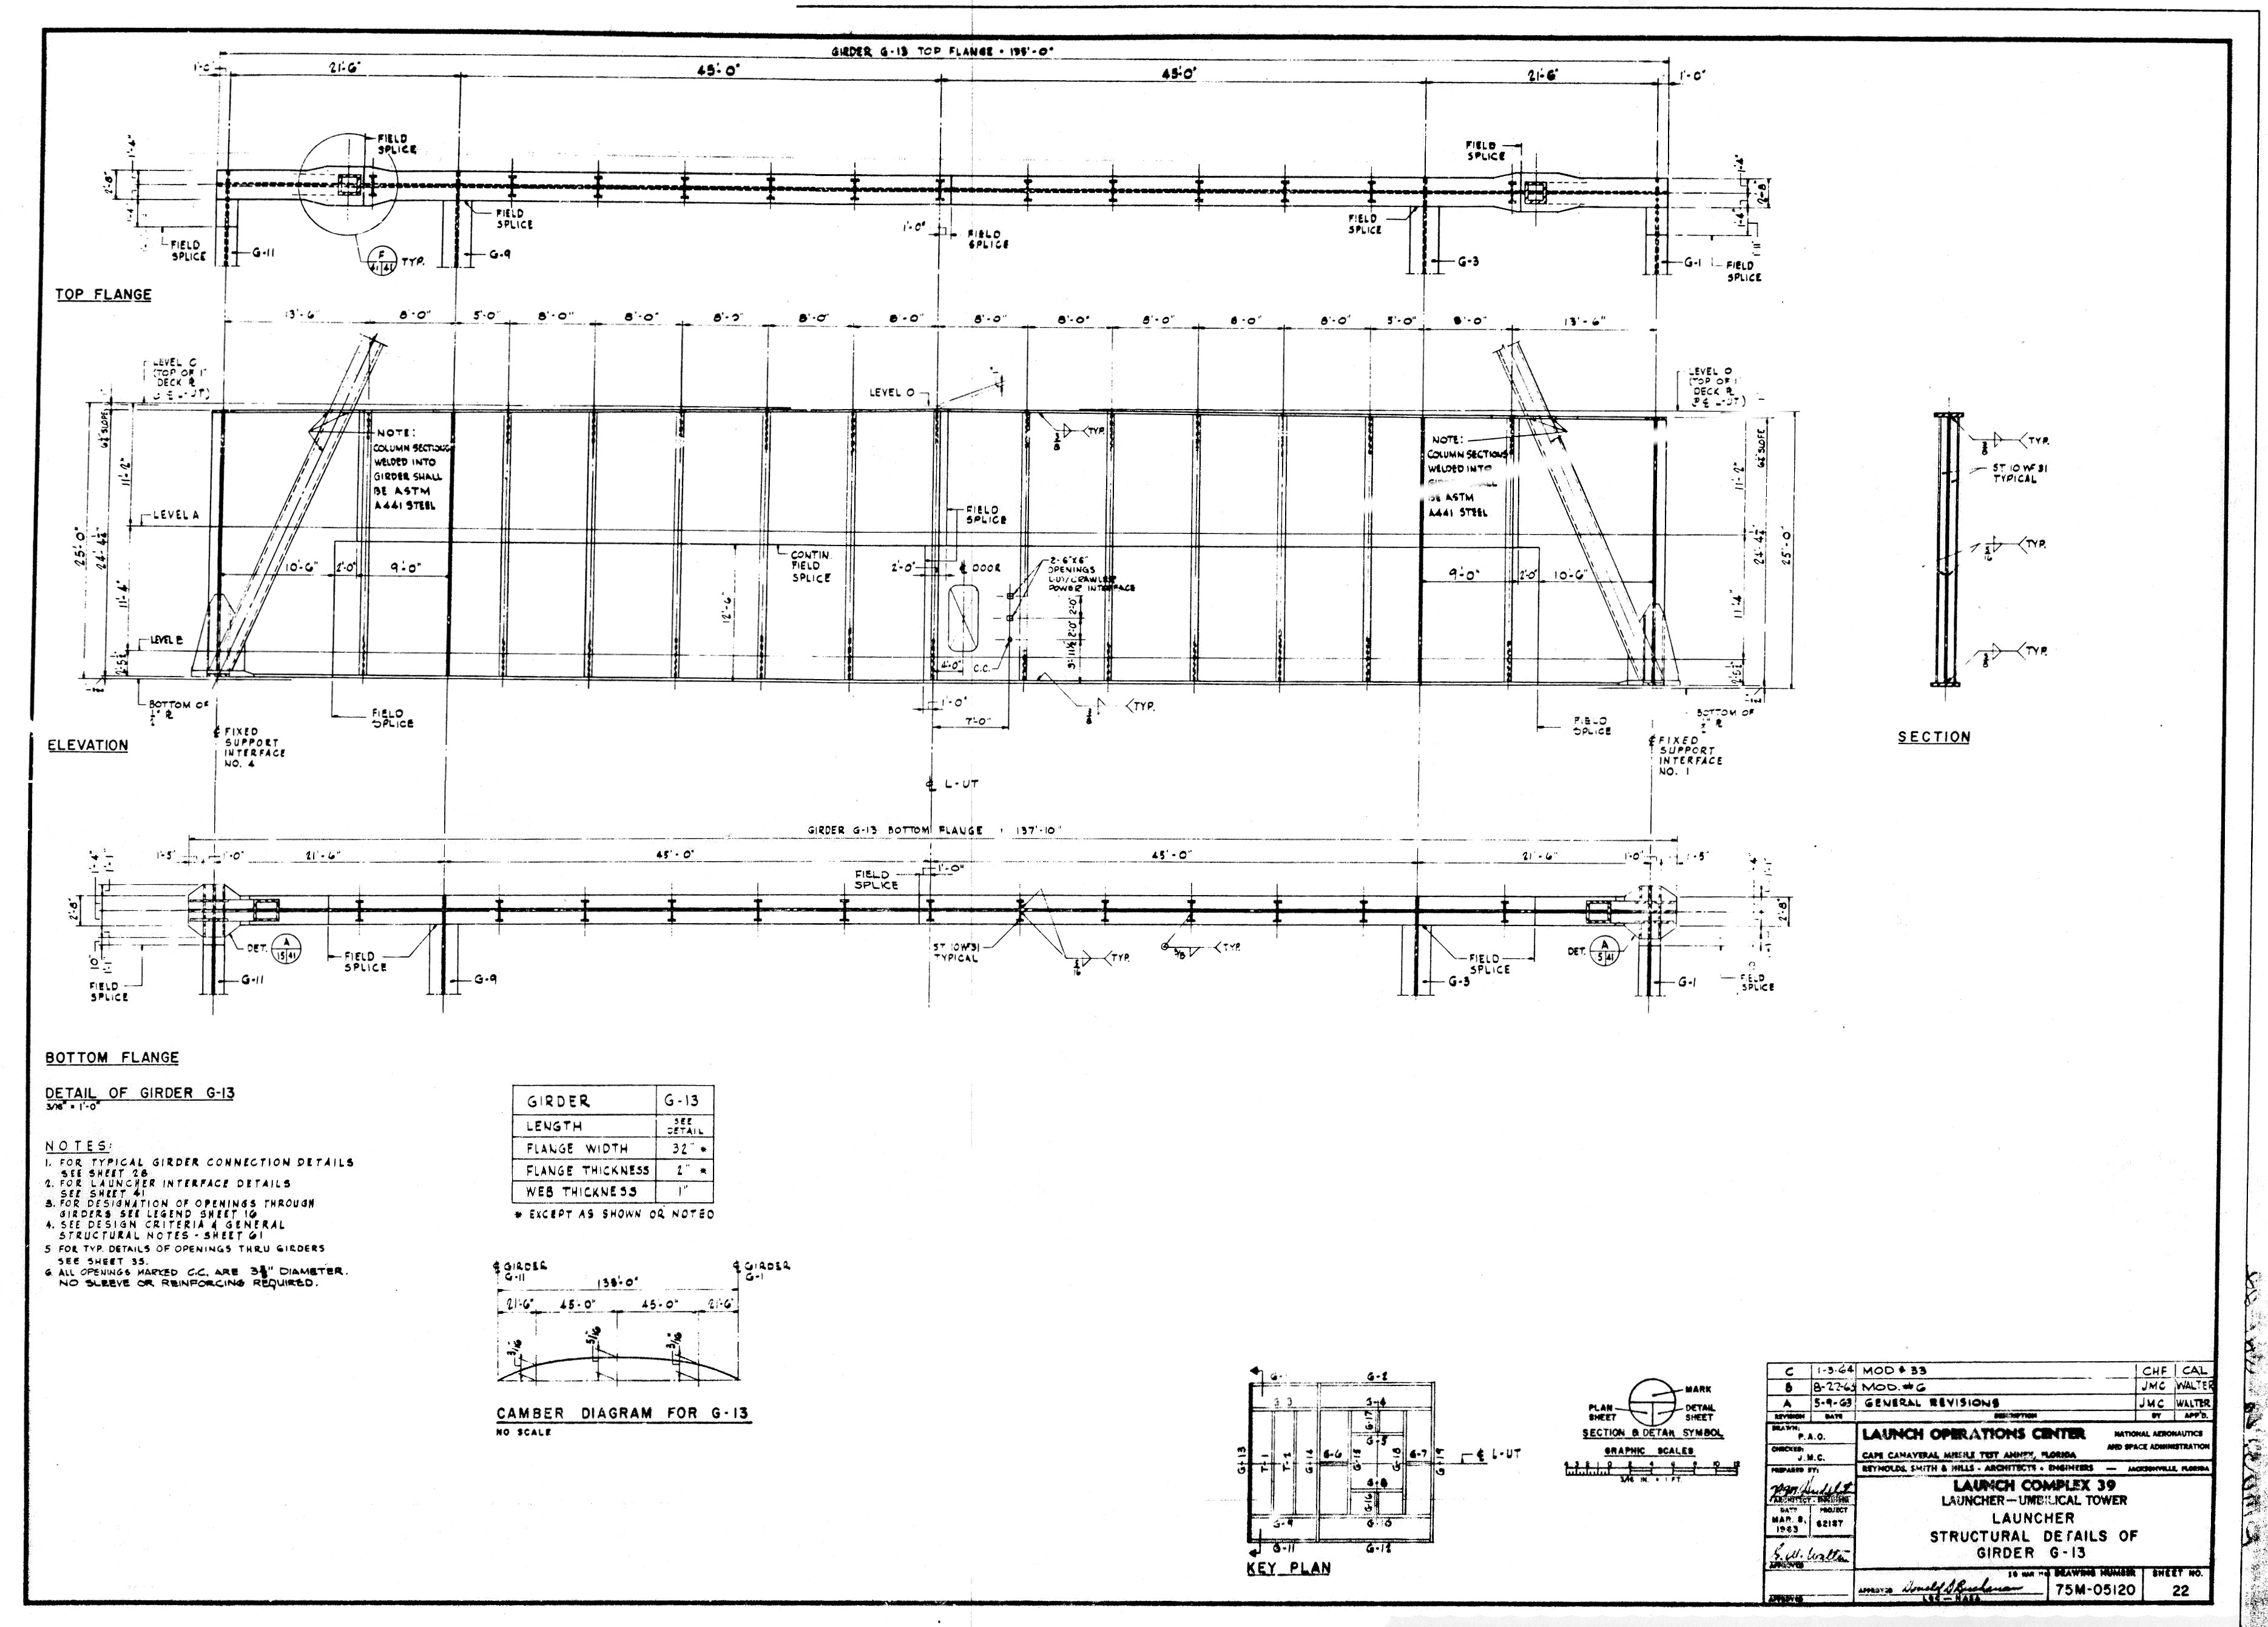 GIRDER G-13 TOP FLANGE = 135'-0"
1'-0" 21'-6" 45'-0" 45'-0" 21'-6" 1'-0"
FIELD
SPLICE
FIELD
SPLICE
1'-4"
2'-8"
1'-4"
1'-4"
2'-8"
1'-4"
1'-11"
FIELD
SPLICE
G-11
F
41 41
TYP.
FIELD
SPLICE
G-9
1'-0"
FIELD
SPLICE
FIELD
SPLICE
G-3
G-1
FIELD
SPLICE
TOP FLANGE
13'-6" 8'-0" 5'-0" 8'-0" 8'-0" 8'-0" 8'-0" 8'-0" 8'-0" 8'-0" 8'-0" 8'-0" 8'-0" 5'-0" 8'-0" 13'-6"
LEVEL O
(TOP OF 1"
DECK ℞
LEVEL O
LEVEL O
(TOP OF 1"
DECK ℞
@ ℄ L-UT)
NOTE:
COLUMN SECTIONS
WELDED INTO
GIRDER SHALL
BE ASTM
A441 STEEL
NOTE:
COLUMN SECTIONS
WELDED INTO
BE ASTM
A441 STEEL
TYP.
TYP.
ST 10 WF 31
TYPICAL
TYP.
TYP.
25'-0"
24'-4½"
6½" SLOPE
11'-2"
11'-4"
2'-5½"
LEVEL A
LEVEL B
FIELD
SPLICE
CONTIN.
FIELD
SPLICE
10'-6" 2'-0" 9'-0"
12'-6"
2'-0"
℄ DOOR
2-6"X6"
OPENINGS
L-UT/CRAWLER
POWER INTERFACE
2'-0"
2'-0"
3'-11½"
4'-0"
C.C.
9'-0" 2'-0" 10'-6"
11'-2"
6½" SLOPE
24'-4½"
25'-0"
11'-4"
2'-5½"
BOTTOM OF
½" ℞
FIELD
SPLICE
1'-0"
7'-0"
TYP.
FIELD
SPLICE
BOTTOM OF
½" ℞
ELEVATION
℄ FIXED
SUPPORT
INTERFACE
NO. 4
℄ FIXED
SUPPORT
INTERFACE
NO. 1
SECTION
℄ L-UT
GIRDER G-13 BOTTOM FLANGE = 137'-10"
1'-5" 1'-0" 21'-6" 45'-0" 45'-0" 21'-6" 1'-0" 1'-5"
1'-4"
1'-1"
2'-8"
10"
1'-1"
FIELD
SPLICE
1'-0"
2'-8"
DET.
A
15 41
FIELD
SPLICE
FIELD
SPLICE
G-11
G-9
ST 10WF31
TYPICAL
5/16
TYP.
3/8
TYP.
FIELD
SPLICE
G-3
DET.
A
5 41
G-1
FIELD
SPLICE
BOTTOM FLANGE
DETAIL OF GIRDER G-13
3/16" = 1'-0"
NOTES:
1. FOR TYPICAL GIRDER CONNECTION DETAILS
SEE SHEET 28
2. FOR LAUNCHER INTERFACE DETAILS
SEE SHEET 41
3. FOR DESIGNATION OF OPENINGS THROUGH
GIRDERS SEE LEGEND SHEET 16
4. SEE DESIGN CRITERIA & GENERAL
STRUCTURAL NOTES - SHEET 61
5 FOR TYP. DETAILS OF OPENINGS THRU GIRDERS
SEE SHEET 35.
6. ALL OPENINGS MARKED C.C. ARE DIAMETER.
NO SLEEVE OR REINFORCING REQUIRED.
GIRDER G-13
LENGTH SEE DETAIL
FLANGE WIDTH 32" *
FLANGE THICKNESS 2" *
WEB THICKNESS 1"
* EXCEPT AS SHOWN OR NOTED
℄ GIRDER
G-11
℄ GIRDER
G-1
133'-0"
21'-6" 45'-0" 45'-0" 21'-6"
3/16 5/16 3/16
CAMBER DIAGRAM FOR G-13
NO SCALE
G-1 G-2
G-3 G-4
G-17
G-5
G-13 T-1 T-2 G-14 G-6 G-15 G-18 G-7 G-19
℄ L-UT
G-8
G-16
G-9 G-10
G-11 G-12
KEY PLAN
MARK
PLAN
SHEET
DETAIL
SHEET
SECTION & DETAIL SYMBOL
GRAPHIC SCALES
3/16 IN. = 1 FT.
C 1-3-64 MOD # 33 CHF CAL
B 8-22-63 MOD. # 6 JMC WALTER
A 5-9-63 GENERAL REVISIONS JMC WALTER
REVISION DATE DESCRIPTION BY APP'D.
DRAWN:
P.A.O.
CHECKED:
J.M.C.
PREPARED BY:
ARCHITECT - ENGINEER
DATE PROJECT
MAR. 8, 1963 62187
APPROVED
APPROVED
LAUNCH OPERATIONS CENTER
NATIONAL AERONAUTICS
AND SPACE ADMINISTRATION
CAPE CANAVERAL MISSILE TEST ANNEX, FLORIDA
REYNOLDS, SMITH & HILLS - ARCHITECTS • ENGINEERS — JACKSONVILLE, FLORIDA
LAUNCH COMPLEX 39
LAUNCHER—UMBILICAL TOWER
LAUNCHER
STRUCTURAL DETAILS OF
GIRDER G-13
APPROVED Donald D Buchanan
LOC — NASA
DRAWING NUMBER
75M-05120
SHEET NO.
22